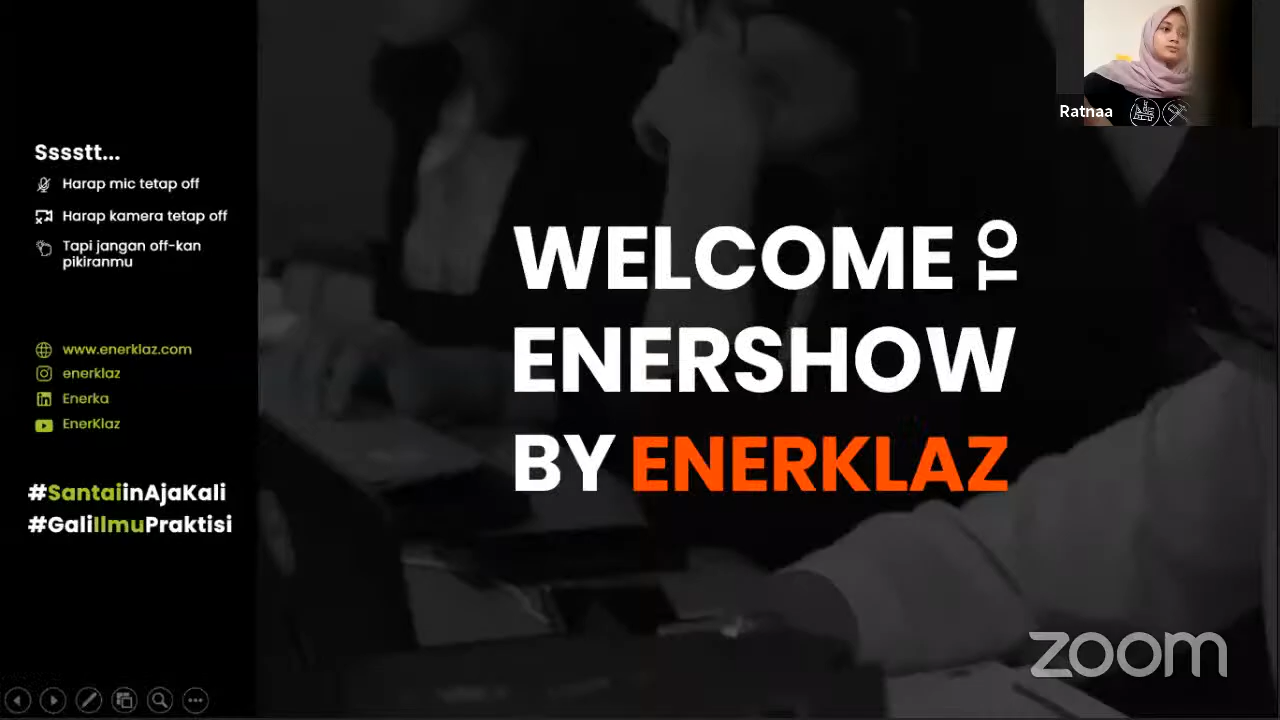 Sssstt...
Harap mic tetap off
Harap kamera tetap off
Tapi jangan off-kan
pikiranmu
www.enerklaz.com
enerklaz
Enerka
EnerKlaz
#SantaiinAjaKali
#GaliIlmuPraktisi
WELCOME TO
ENERSHOW
BY ENERKLAZ
Ratnaa
zoom